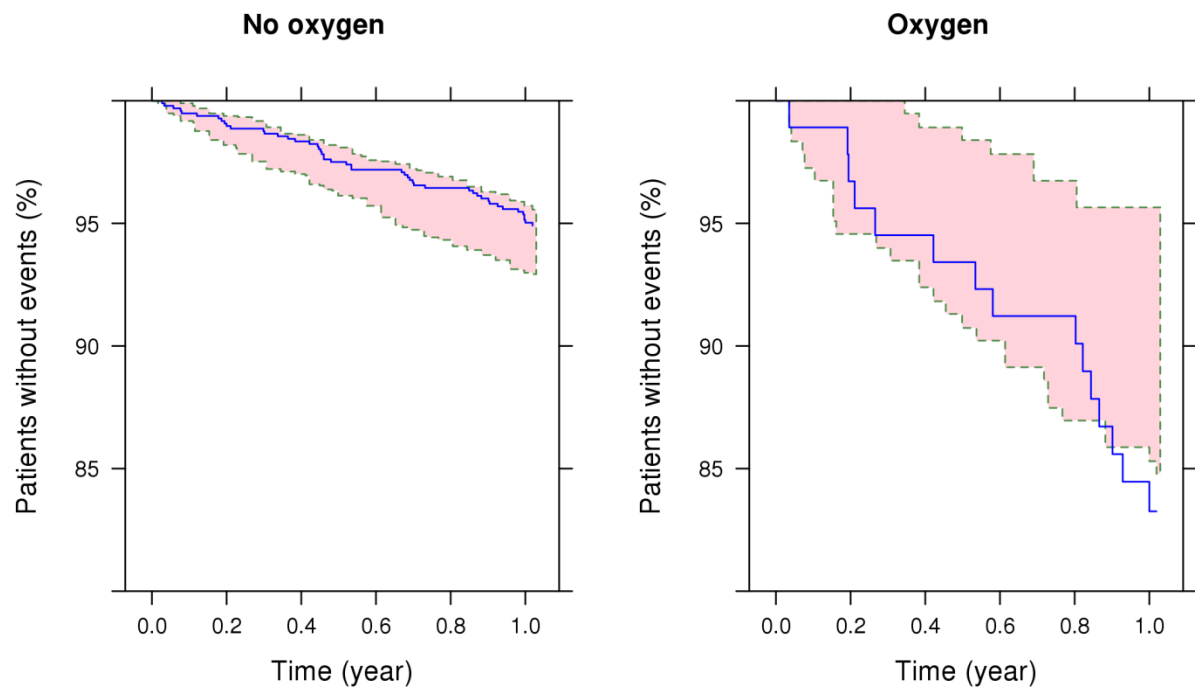 No oxygen
Patients without events (%)
95
90
85
0.0 0.2 0.4 0.6 0.8 1.0
Time (year)
Oxygen
Patients without events (%)
95
90
85
0.0 0.2 0.4 0.6 0.8 1.0
Time (year)